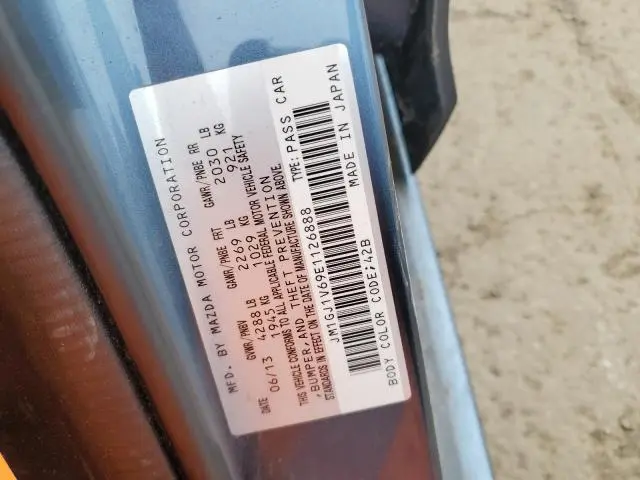 MFD. BY MAZDA MOTOR CORPORATION
GVWR/PNBV GAWR/PNBE FRT GAWR/PNBE RR
DATE 4288 LB 2269 LB 2030 LB
06/13 1945 KG 1029 KG 921 KG
THIS VEHICLE CONFORMS TO ALL APPLICABLE FEDERAL MOTOR VEHICLE SAFETY
BUMPER, AND THEFT PREVENTION
STANDARDS IN EFFECT ON THE DATE OF MANUFACTURE SHOWN ABOVE.
JM1GJ1V69E1126888 TYPE: PASS CAR
BODY COLOR CODE; 42B MADE IN JAPAN